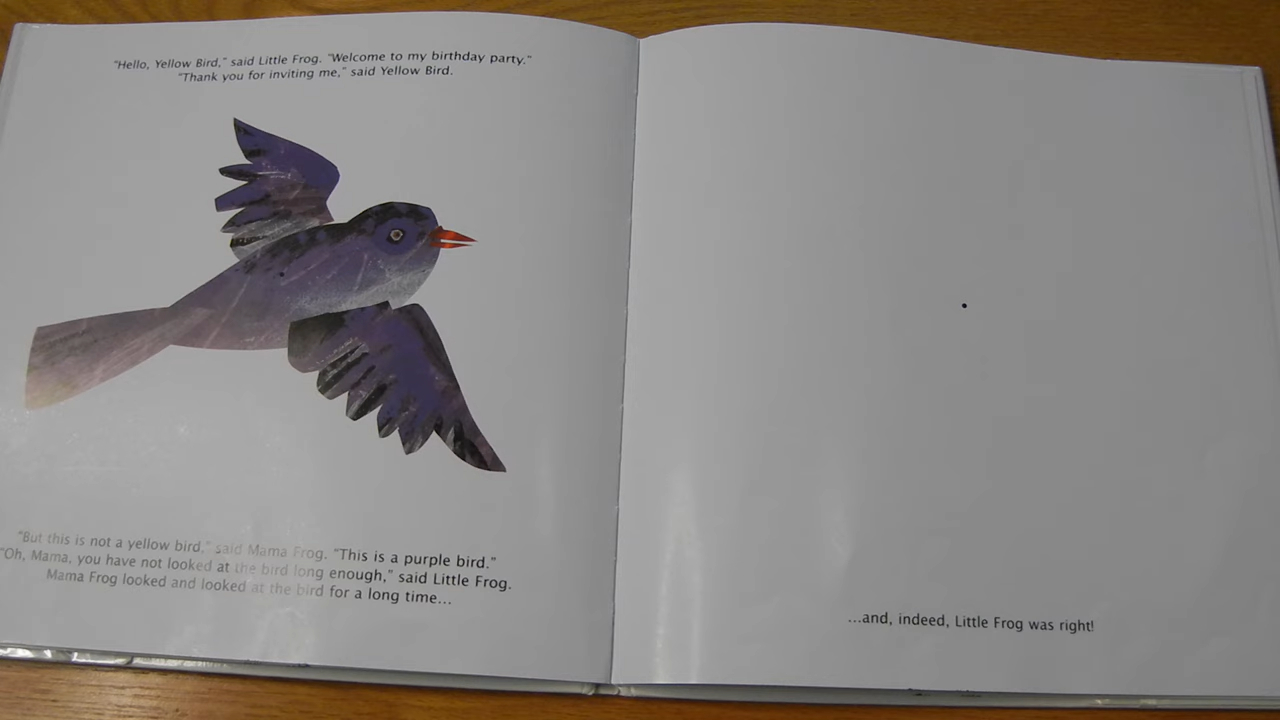 "Hello, Yellow Bird," said Little Frog. "Welcome to my birthday party."
"Thank you for inviting me," said Yellow Bird.
"But this is not a yellow bird," said Mama Frog. "This is a purple bird."
"Oh, Mama, you have not looked at the bird long enough," said Little Frog.
Mama Frog looked and looked at the bird for a long time...
...and, indeed, Little Frog was right!